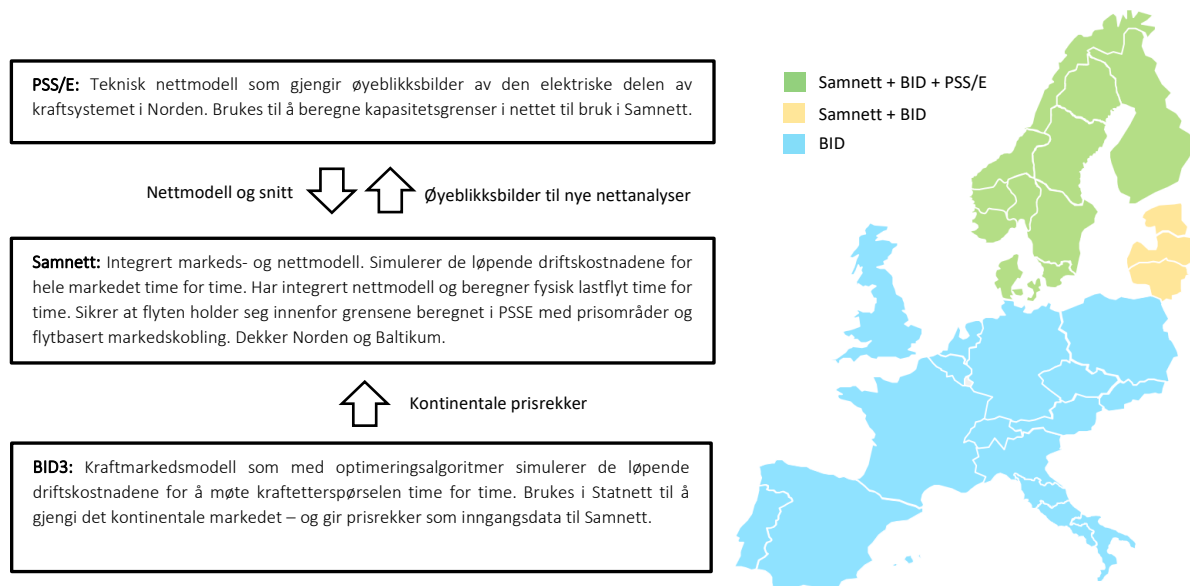 PSS/E: Teknisk nettmodell som gjengir øyeblikksbilder av den elektriske delen av
kraftsystemet i Norden. Brukes til å beregne kapasitetsgrenser i nettet til bruk i Samnett.
Nettmodell og snitt
Øyeblikksbilder til nye nettanalyser
Samnett: Integrert markeds- og nettmodell. Simulerer de løpende driftskostnadene for
hele markedet time for time. Har integrert nettmodell og beregner fysisk lastflyt time for
time. Sikrer at flyten holder seg innenfor grensene beregnet i PSSE med prisområder og
flytbasert markedskobling. Dekker Norden og Baltikum.
Kontinentale prisrekker
BID3: Kraftmarkedsmodell som med optimeringsalgoritmer simulerer de løpende
driftskostnadene for å møte kraftetterspørselen time for time. Brukes i Statnett til å
gjengi det kontinentale markedet – og gir prisrekker som inngangsdata til Samnett.
Samnett + BID + PSS/E
Samnett + BID
BID